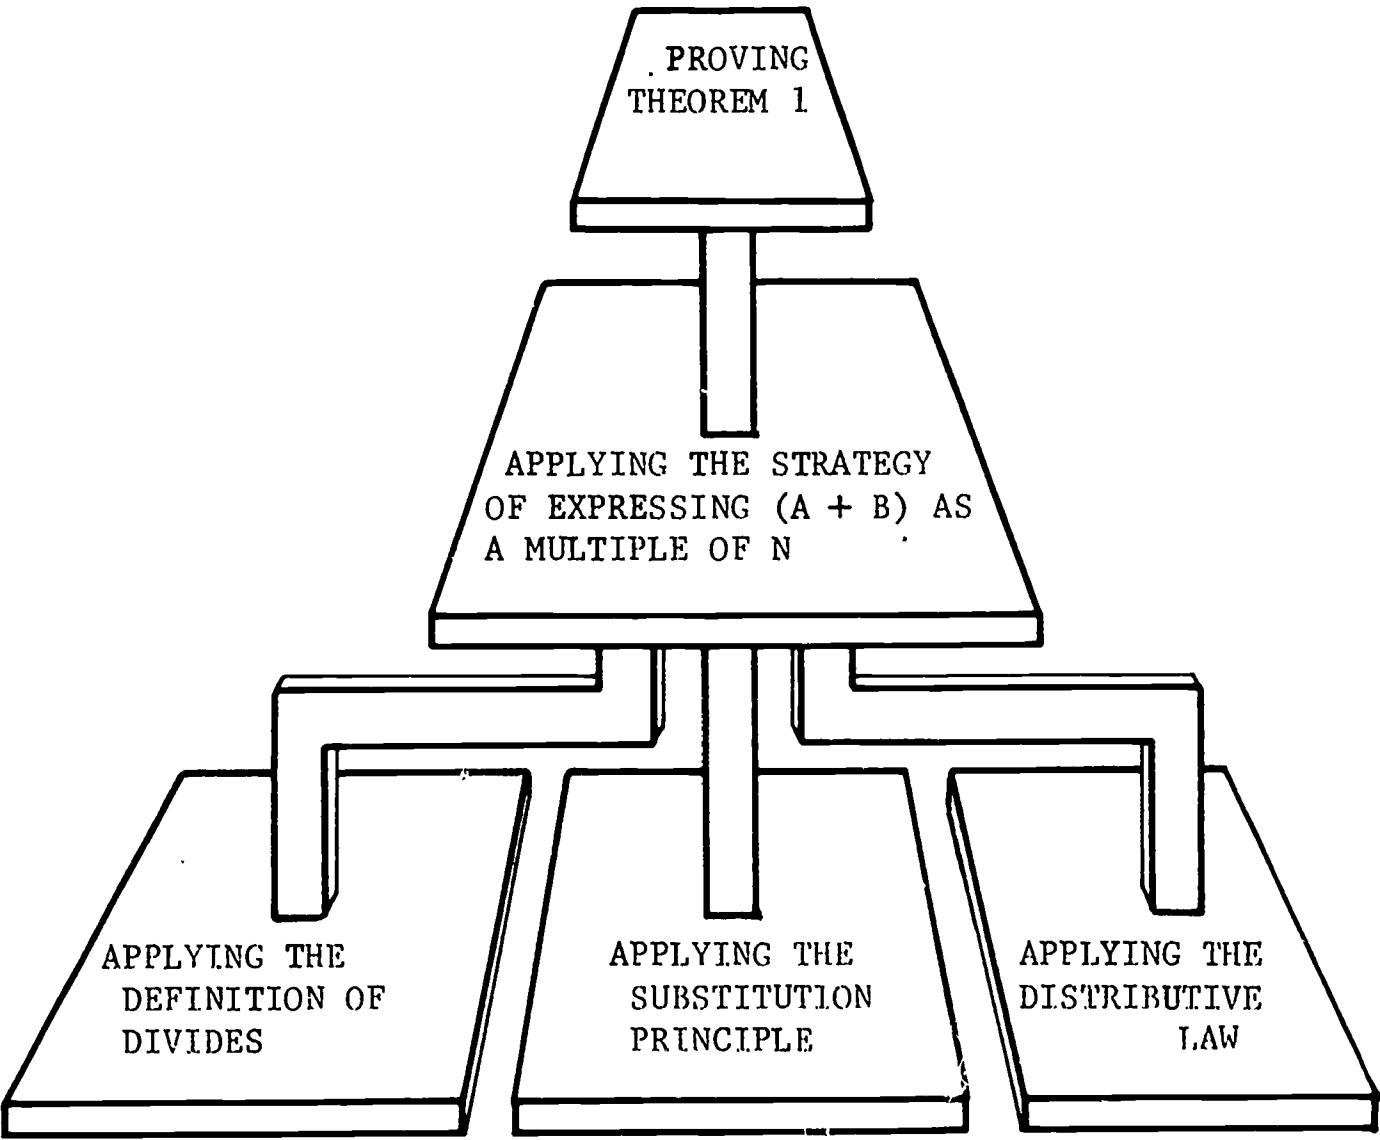 PROVING
THEOREM 1
APPLYING THE STRATEGY
OF EXPRESSING (A + B) AS
A MULTIPLE OF N
APPLYING THE
DEFINITION OF
DIVIDES
APPLYING THE
SUBSTITUTION
PRINCIPLE
APPLYING THE
DISTRIBUTIVE
LAW